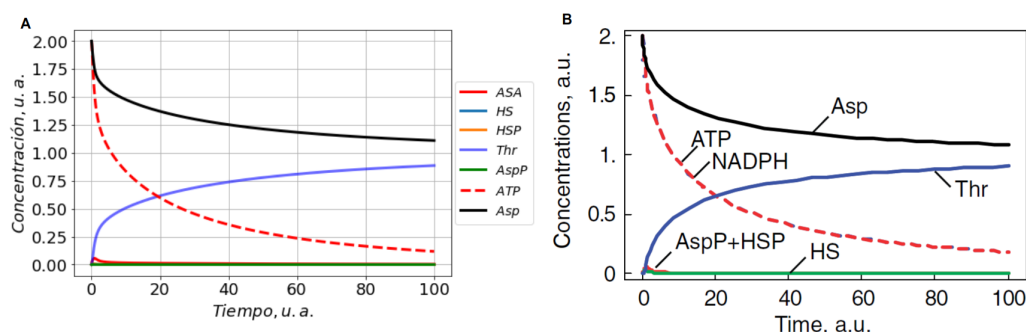 A
Concentración, u. a.
2.00
1.75
1.50
1.25
1.00
0.75
0.50
0.25
0.00
0
20
40
60
80
100
Tiempo, u. a.
ASA
HS
HSP
Thr
AspP
ATP
Asp
B
Concentrations, a.u.
2.
1.5
1
0.5
0
Asp
ATP
NADPH
Thr
AspP+HSP
HS
0
20
40
60
80
100
Time, a.u.